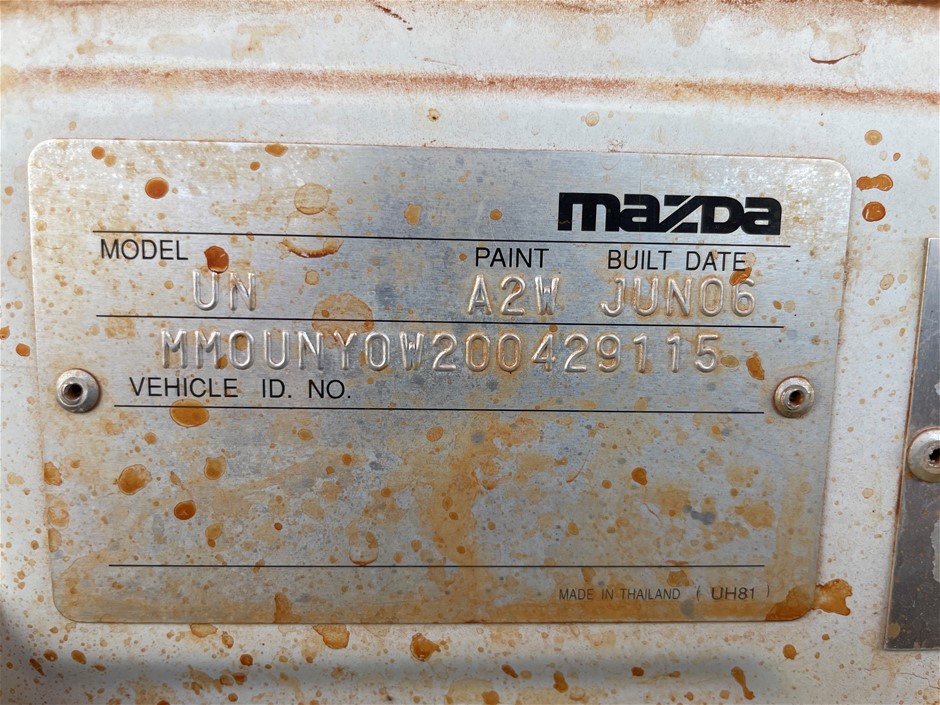 mazda
MODEL PAINT BUILT DATE
UN A2W JUN06
MM0UNY0W200429115
VEHICLE ID. NO.
MADE IN THAILAND ( UH81 )